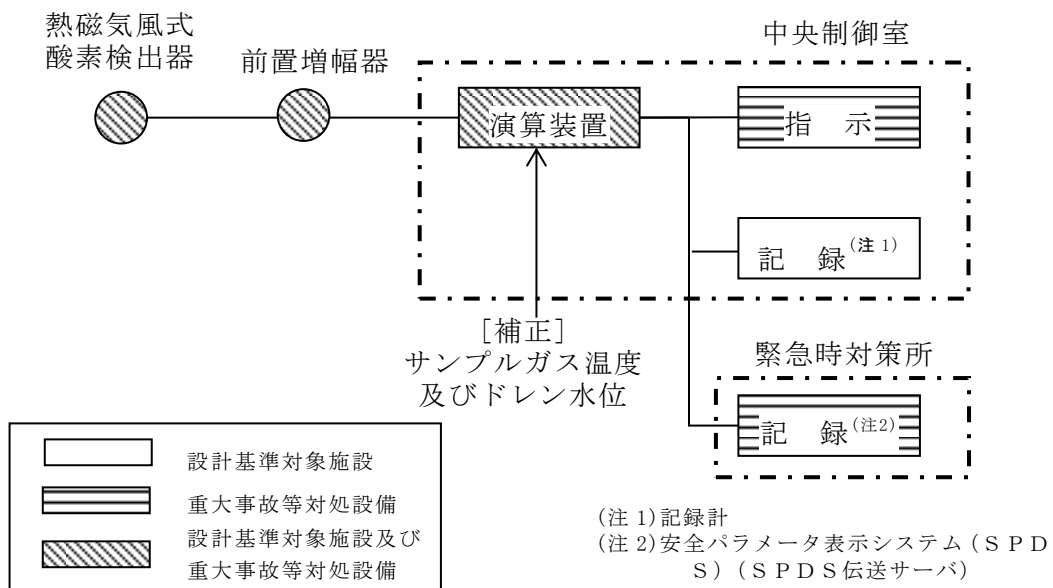 熱磁気風式
酸素検出器
前置増幅器
中央制御室
演算装置
指　示
記　録(注 1)
[補正]
サンプルガス温度
及びドレン水位
緊急時対策所
記　録(注2)
設計基準対象施設
重大事故等対処設備
設計基準対象施設及び
重大事故等対処設備
(注 1)記録計
(注 2)安全パラメータ表示システム(ＳＰＤ
Ｓ)(ＳＰＤＳ伝送サーバ)